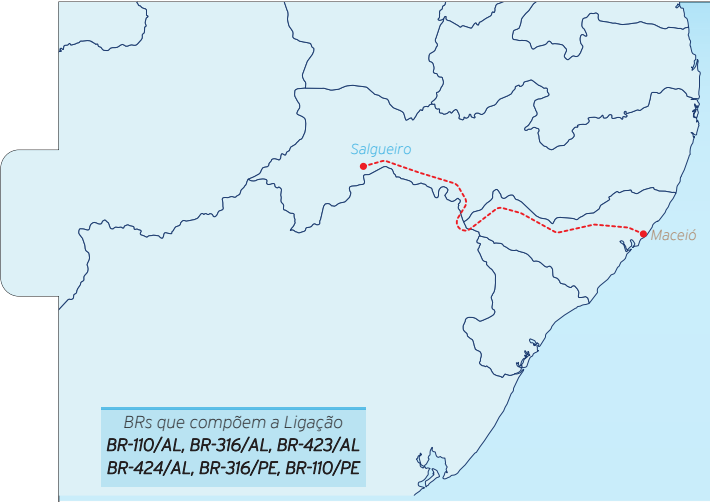 Salgueiro
Maceió
BRs que compõem a Ligação
BR-110/AL, BR-316/AL, BR-423/AL
BR-424/AL, BR-316/PE, BR-110/PE